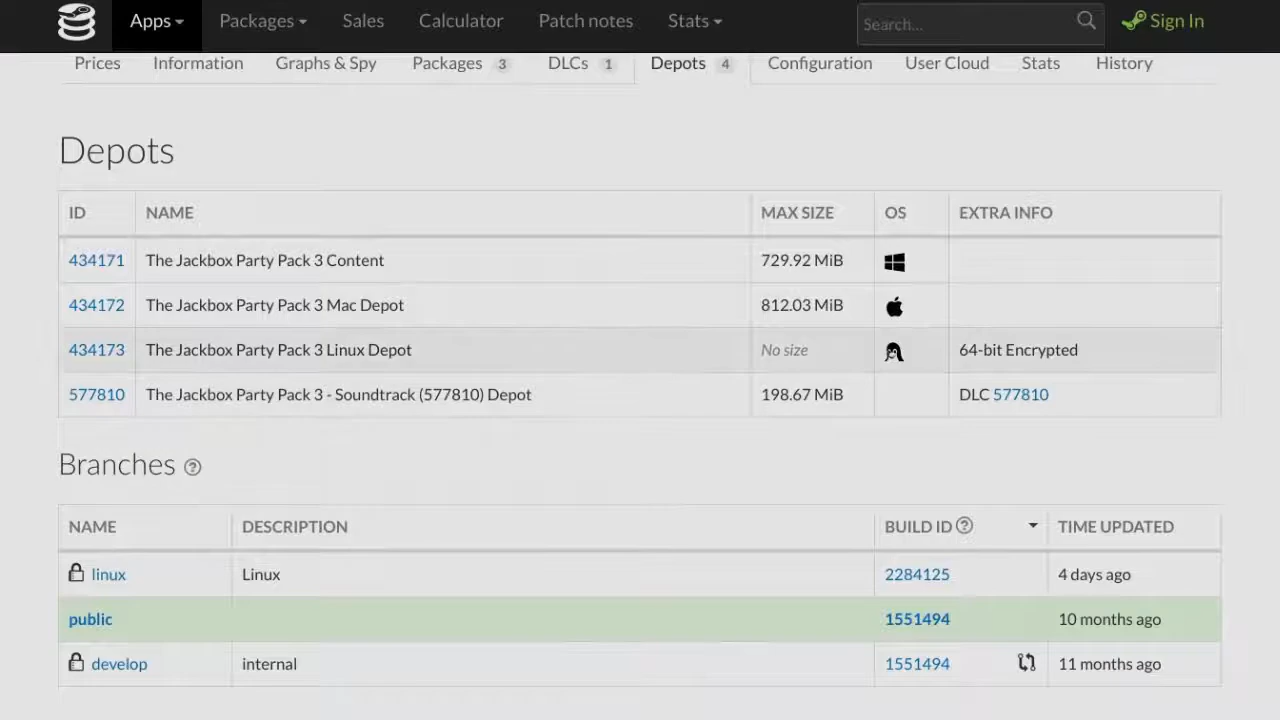 Apps Packages Sales Calculator Patch notes Stats Search... Sign In
Prices Information Graphs & Spy Packages 3 DLCs 1 Depots 4 Configuration User Cloud Stats History
Depots
ID NAME MAX SIZE OS EXTRA INFO
434171 The Jackbox Party Pack 3 Content 729.92 MiB
434172 The Jackbox Party Pack 3 Mac Depot 812.03 MiB
434173 The Jackbox Party Pack 3 Linux Depot No size 64-bit Encrypted
577810 The Jackbox Party Pack 3 - Soundtrack (577810) Depot 198.67 MiB DLC 577810
Branches ?
NAME DESCRIPTION BUILD ID ? TIME UPDATED
linux Linux 2284125 4 days ago
public 1551494 10 months ago
develop internal 1551494 11 months ago